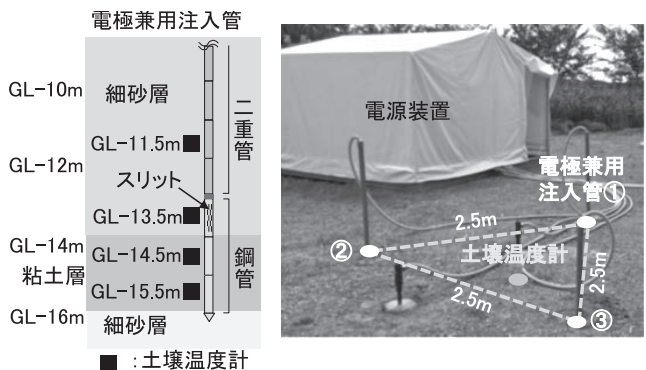 電極兼用注入管
GL-10m
細砂層
二重管
GL-11.5m
GL-12m
スリット
GL-13.5m
GL-14m
粘土層
GL-14.5m
鋼管
GL-15.5m
GL-16m
細砂層
■:土壌温度計
電源装置
電極兼用
注入管①
2.5m
②
土壌温度計
2.5m
2.5m
③